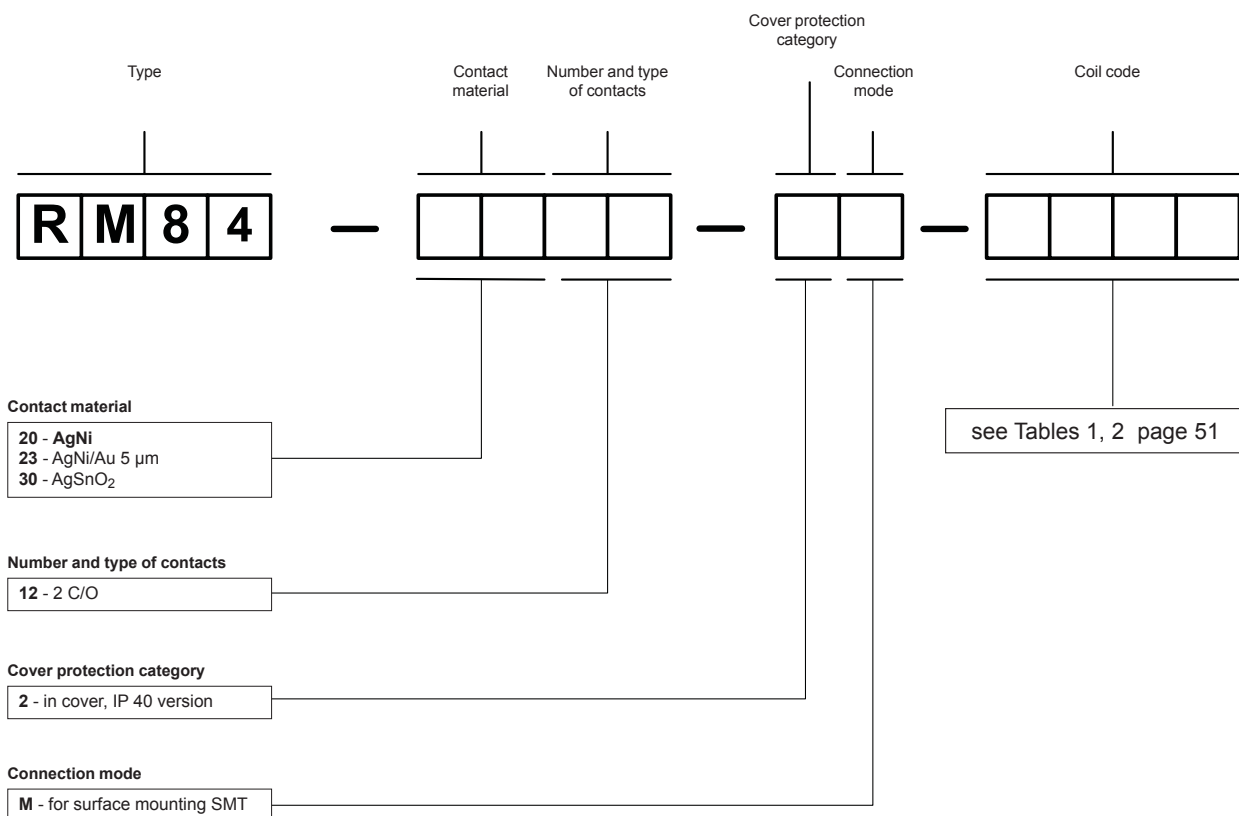 Cover protection
category
Type
Contact
material
Number and type
of contacts
Connection
mode
Coil code
RM84 — — —
Contact material
20 - AgNi
23 - AgNi/Au 5 µm
30 - AgSnO₂
see Tables 1, 2 page 51
Number and type of contacts
12 - 2 C/O
Cover protection category
2 - in cover, IP 40 version
Connection mode
M - for surface mounting SMT